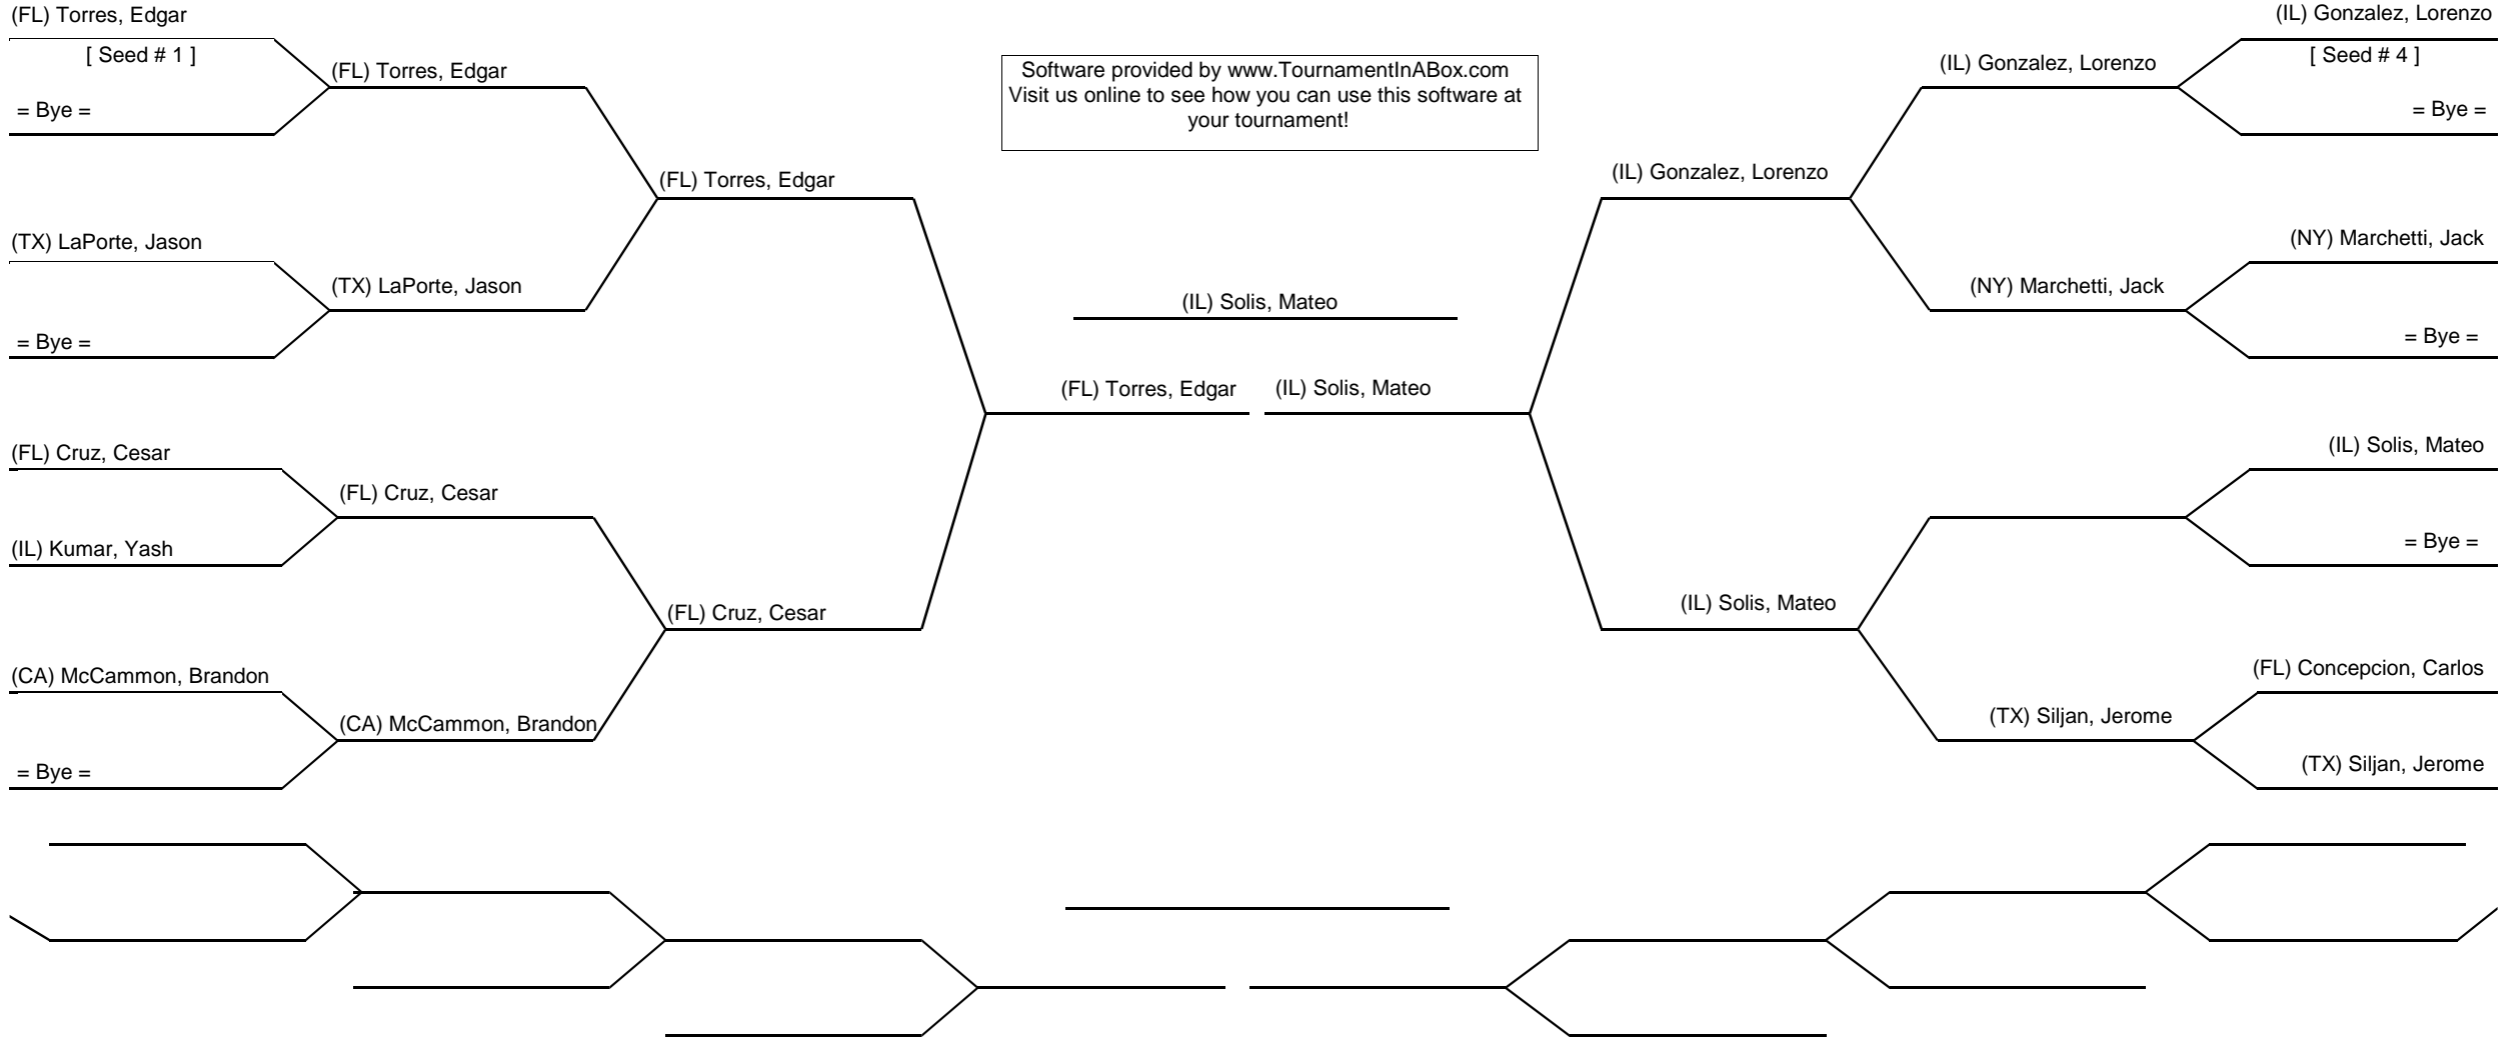 (FL) Torres, Edgar
[ Seed # 1 ]
= Bye =
(TX) LaPorte, Jason
= Bye =
(FL) Cruz, Cesar
(IL) Kumar, Yash
(CA) McCammon, Brandon
= Bye =
(FL) Torres, Edgar
(TX) LaPorte, Jason
(FL) Cruz, Cesar
(CA) McCammon, Brandon
(FL) Torres, Edgar
(FL) Cruz, Cesar
Software provided by www.TournamentInABox.com
Visit us online to see how you can use this software at
your tournament!
(IL) Solis, Mateo
(FL) Torres, Edgar
(IL) Solis, Mateo
(IL) Gonzalez, Lorenzo
(IL) Solis, Mateo
(IL) Gonzalez, Lorenzo
(NY) Marchetti, Jack
(TX) Siljan, Jerome
(IL) Gonzalez, Lorenzo
[ Seed # 4 ]
= Bye =
(NY) Marchetti, Jack
= Bye =
(IL) Solis, Mateo
= Bye =
(FL) Concepcion, Carlos
(TX) Siljan, Jerome